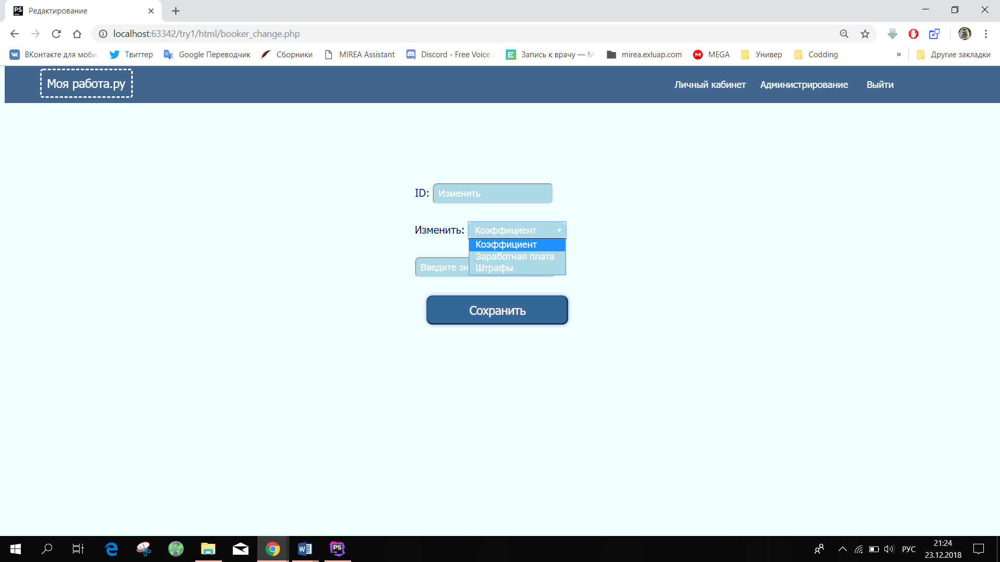 Редактирование
localhost:63342/try1/html/booker_change.php
ВКонтакте для моби
Твиттер
Google Переводчик
Сборники
MIREA Assistant
Discord - Free Voice
Запись к врачу — М
mirea.exluap.com
MEGA
Универ
Codding
»
Другие закладки
Моя работа.ру
Личный кабинет
Администрирование
Выйти
ID: Изменить
Изменить: Коэффициент
Коэффициент
Заработная плата
Штрафы
Введите зн
Сохранить
РУС
21:24
23.12.2018